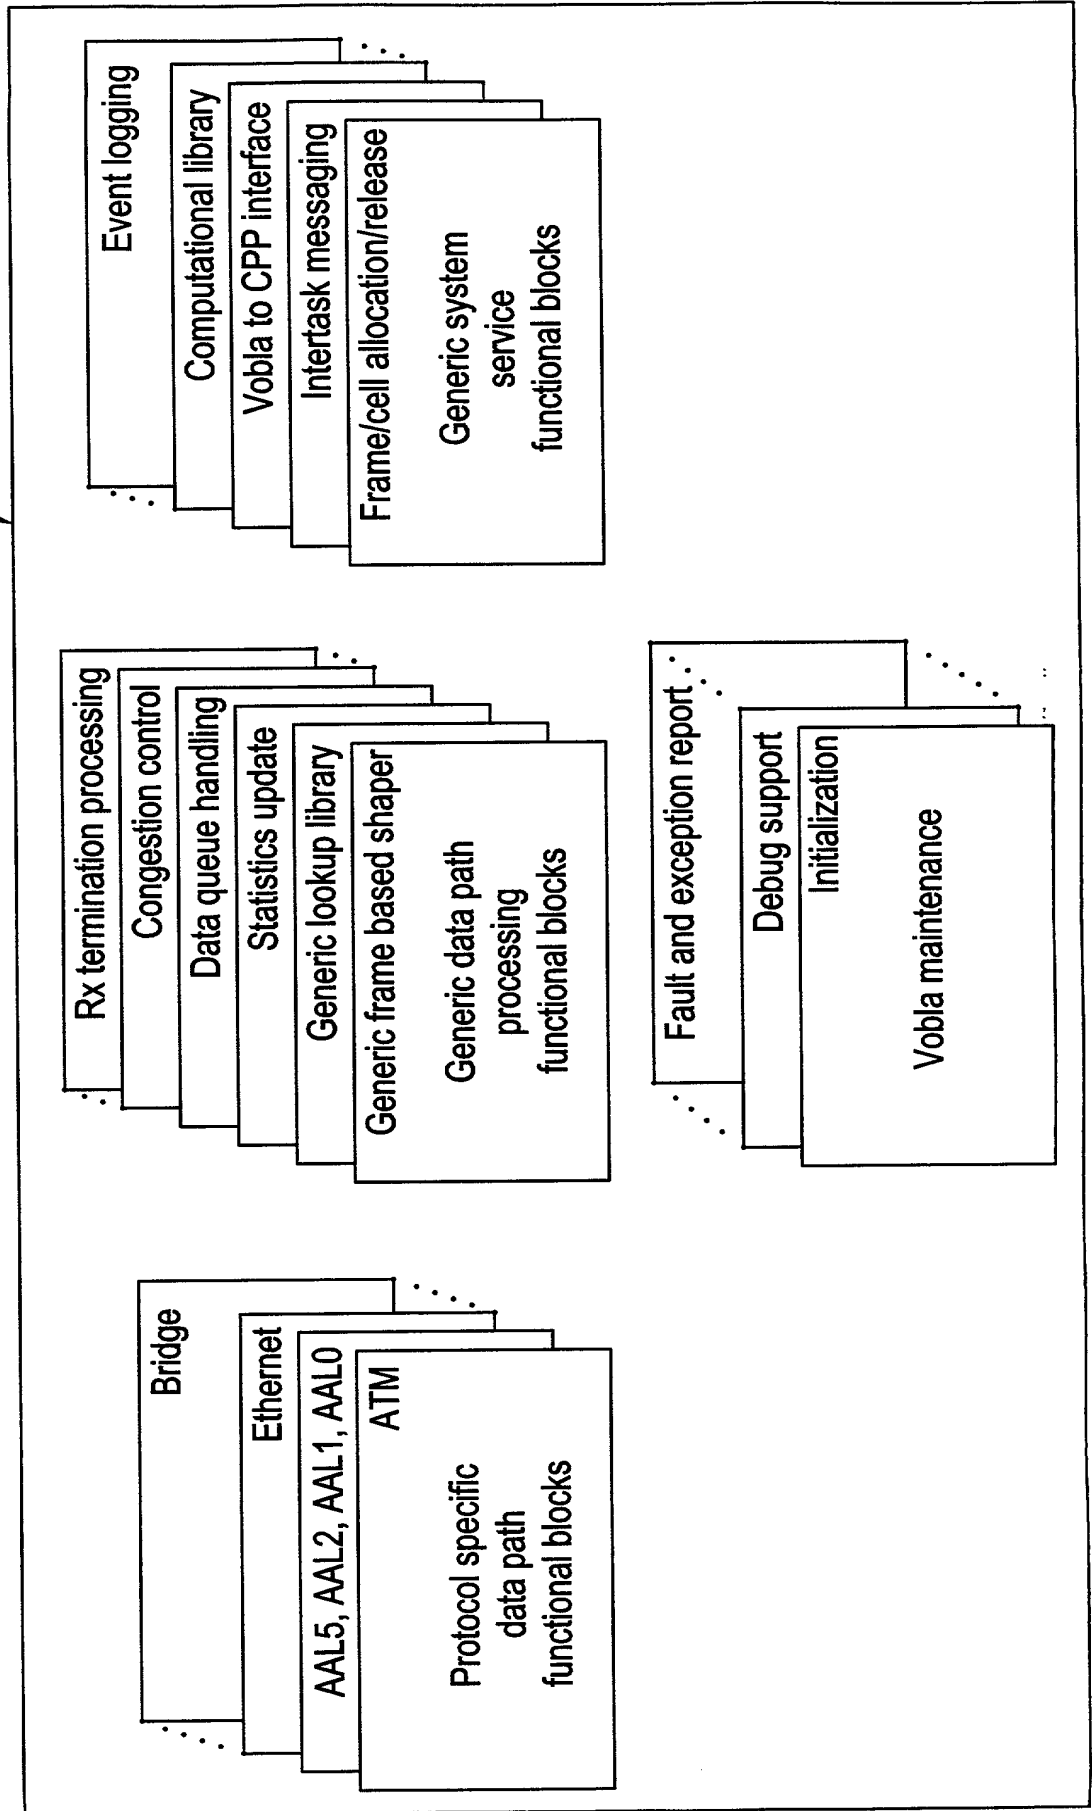 Bridge
Ethernet
AAL5, AAL2, AAL1, AAL0
ATM
Protocol specific
data path
functional blocks
Rx termination processing
Congestion control
Data queue handling
Statistics update
Generic lookup library
Generic frame based shaper
Generic data path
processing
functional blocks
Event logging
Computational library
Vobla to CPP interface
Intertask messaging
Frame/cell allocation/release
Generic system
service
functional blocks
Fault and exception report
Debug support
Initialization
Vobla maintenance